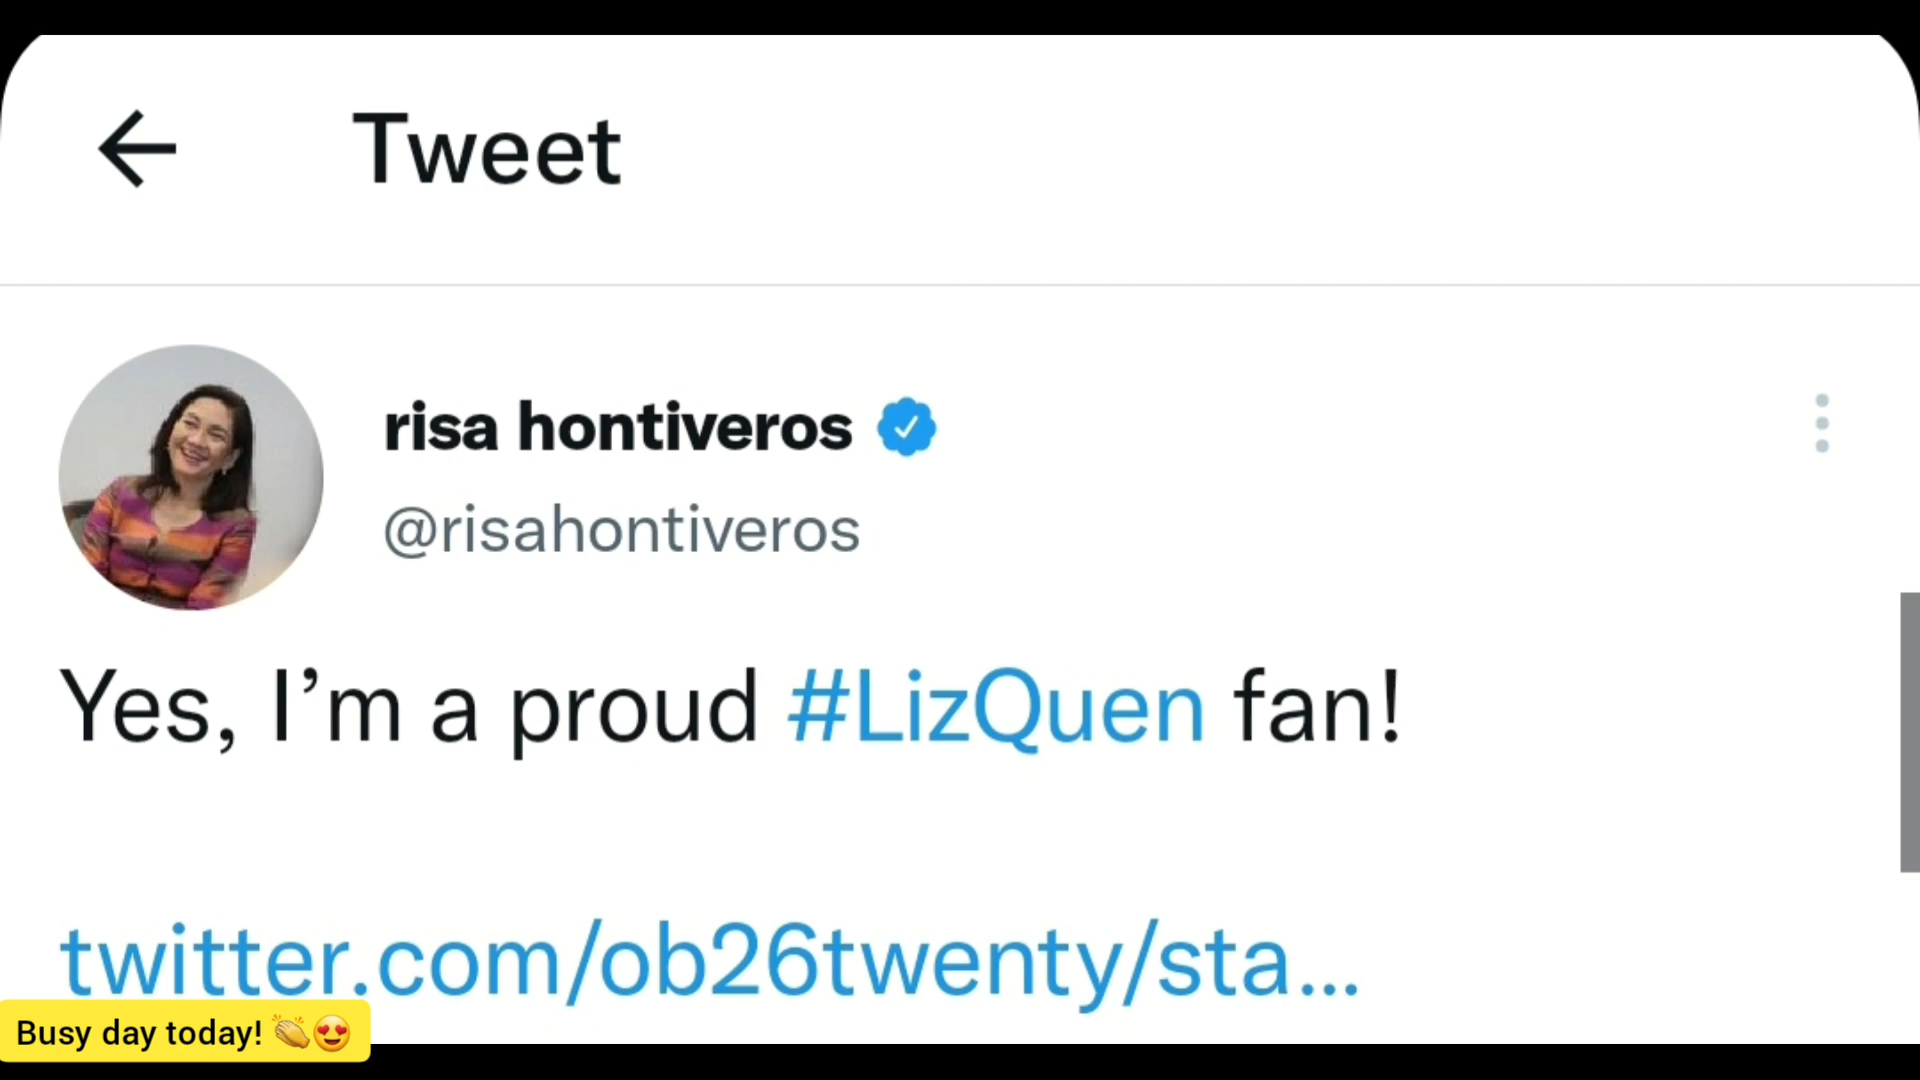 Tweet
risa hontiveros
@risahontiveros
Yes, I’m a proud #LizQuen fan!
twitter.com/ob26twenty/sta...
Busy day today! 👏😍